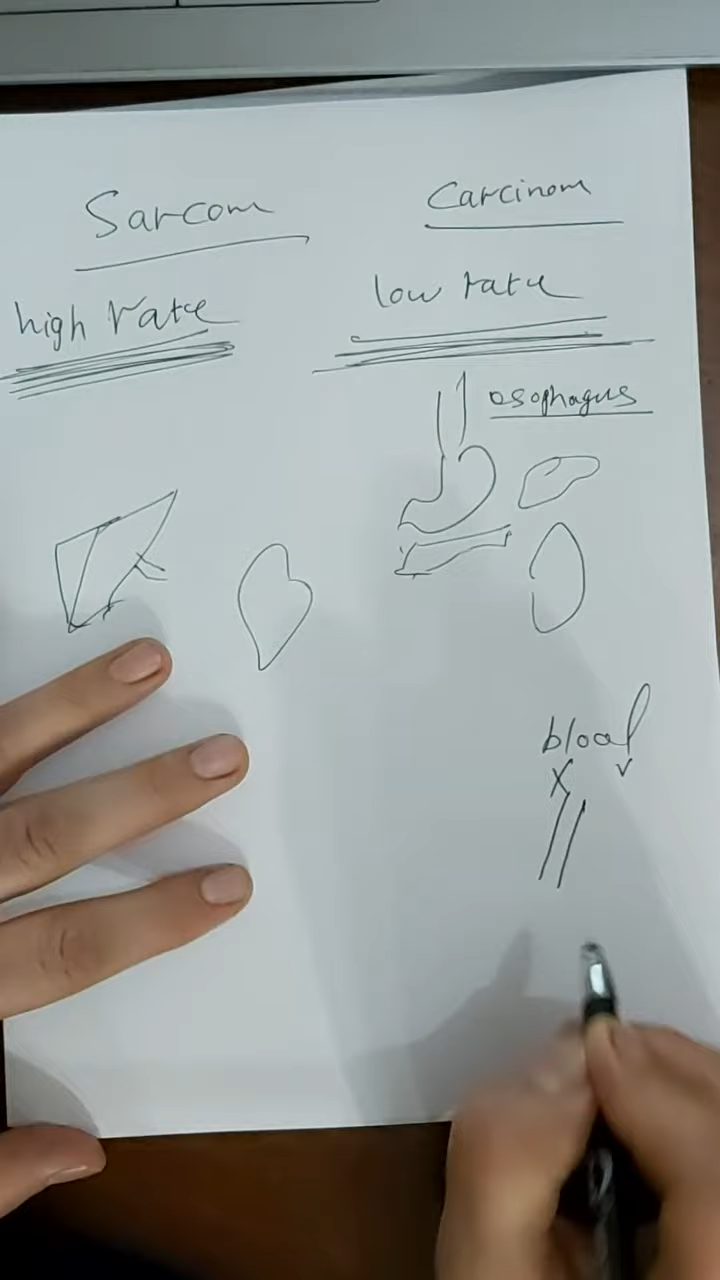 Sarcom
Carcinom
high rate
low rate
osophagus
blood
X v